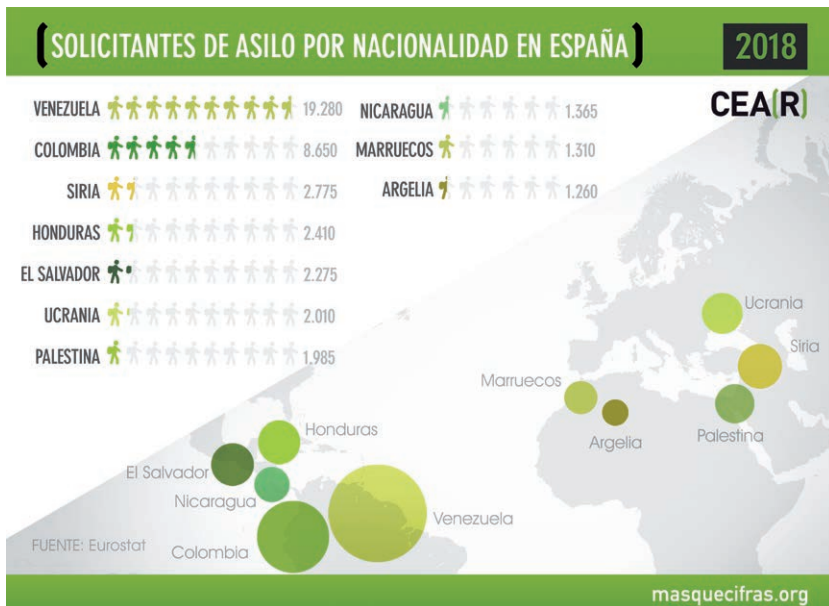 (SOLICITANTES DE ASILO POR NACIONALIDAD EN ESPAÑA)
2018
CEA(R)
VENEZUELA 19.280
COLOMBIA 8.650
SIRIA 2.775
HONDURAS 2.410
EL SALVADOR 2.275
UCRANIA 2.010
PALESTINA 1.985
NICARAGUA 1.365
MARRUECOS 1.310
ARGELIA 1.260
Ucrania
Siria
Marruecos
Argelia
Palestina
Honduras
El Salvador
Nicaragua
Venezuela
Colombia
FUENTE: Eurostat
masquecifras.org